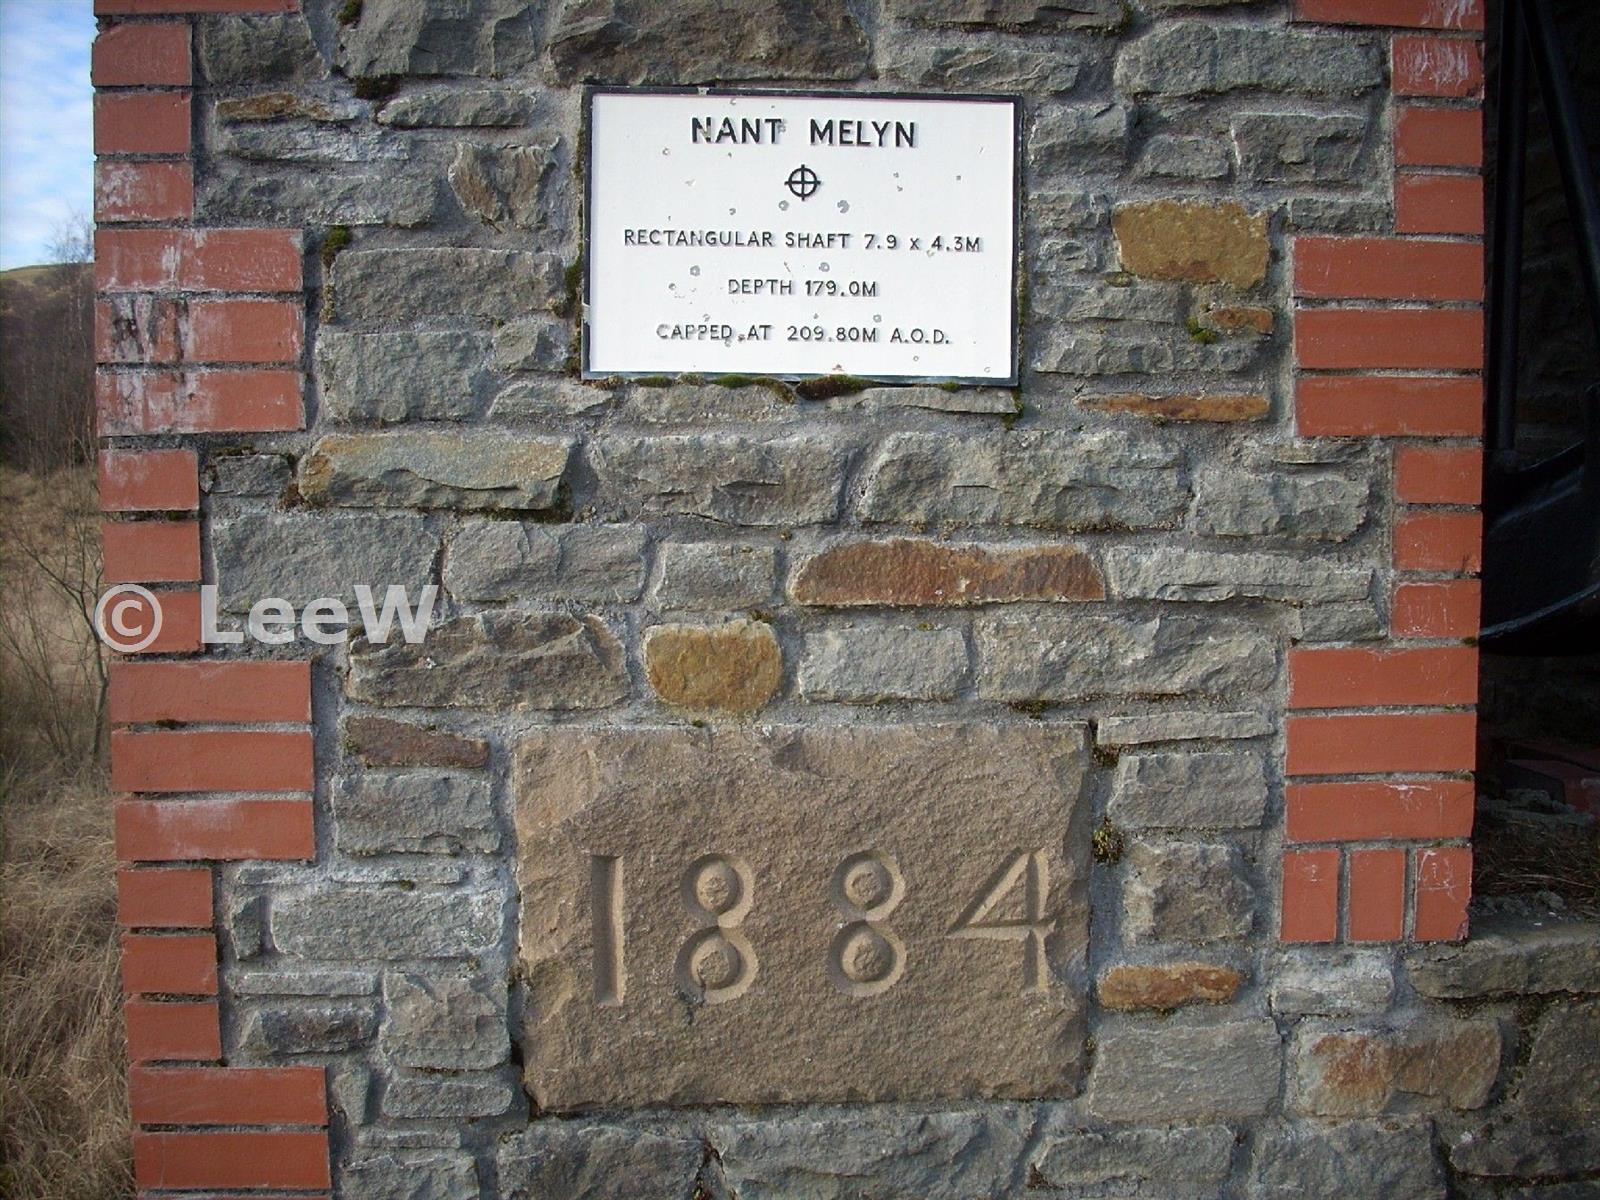 NANT MELYN
RECTANGULAR SHAFT 7.9 x 4.3M
DEPTH 179.0M
CAPPED AT 209.80M A.O.D.
© LeeW
1884